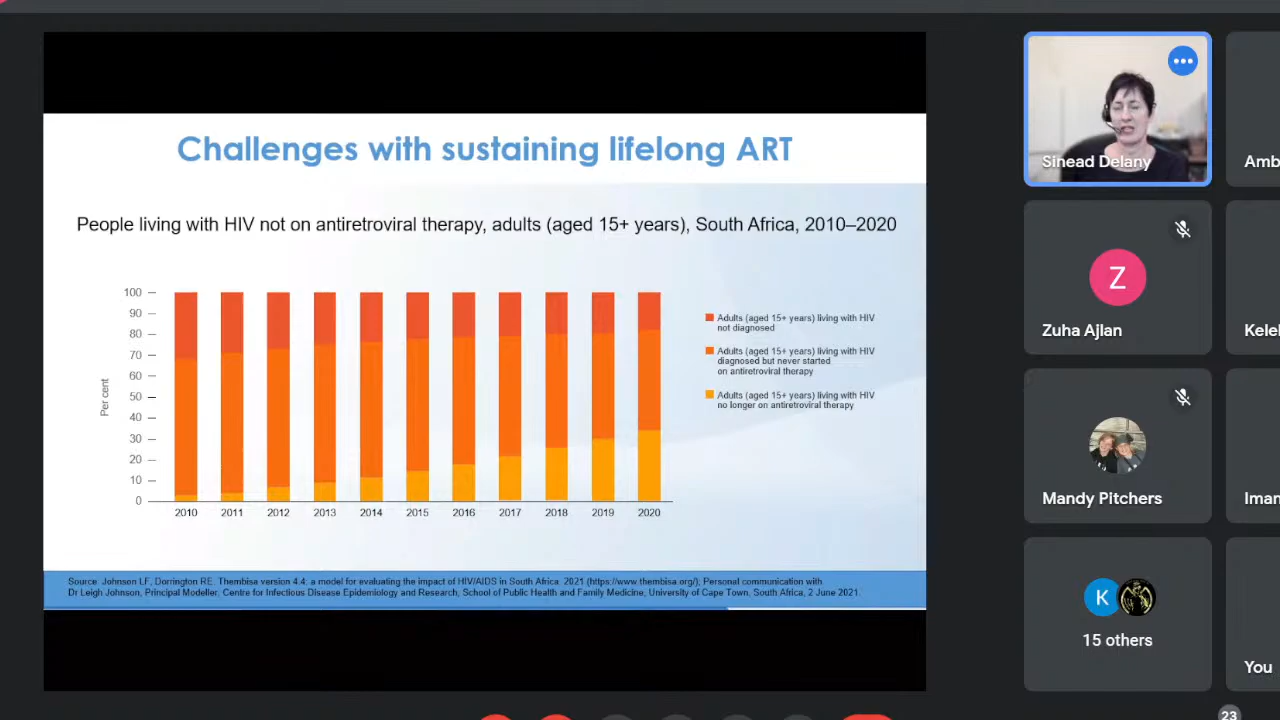 Challenges with sustaining lifelong ART
People living with HIV not on antiretroviral therapy, adults (aged 15+ years), South Africa, 2010–2020
Per cent
100
90
80
70
60
50
40
30
20
10
0
2010 2011 2012 2013 2014 2015 2016 2017 2018 2019 2020
Adults (aged 15+ years) living with HIV
not diagnosed
Adults (aged 15+ years) living with HIV
diagnosed but never started
on antiretroviral therapy
Adults (aged 15+ years) living with HIV
no longer on antiretroviral therapy
Source: Johnson LF, Dorrington RE. Thembisa version 4.4: a model for evaluating the impact of HIV/AIDS in South Africa. 2021 (https://www.thembisa.org/); Personal communication with
Dr Leigh Johnson, Principal Modeller. Centre for Infectious Disease Epidemiology and Research, School of Public Health and Family Medicine, University of Cape Town, South Africa, 2 June 2021.
Sinead Delany
Amb
Z
Zuha Ajlan
Kelel
Mandy Pitchers
Iman
K
15 others
You
23